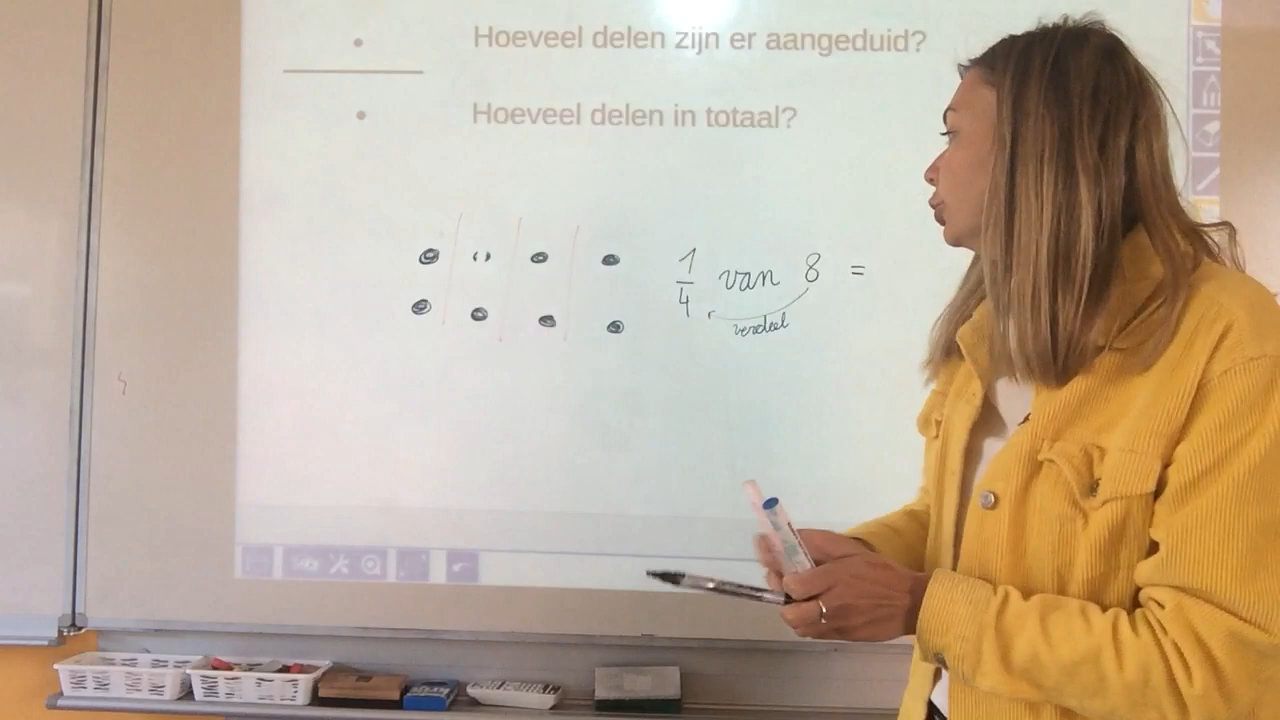 Hoeveel delen zijn er aangeduid?
Hoeveel delen in totaal?
1/4 van 8 =
verdeel